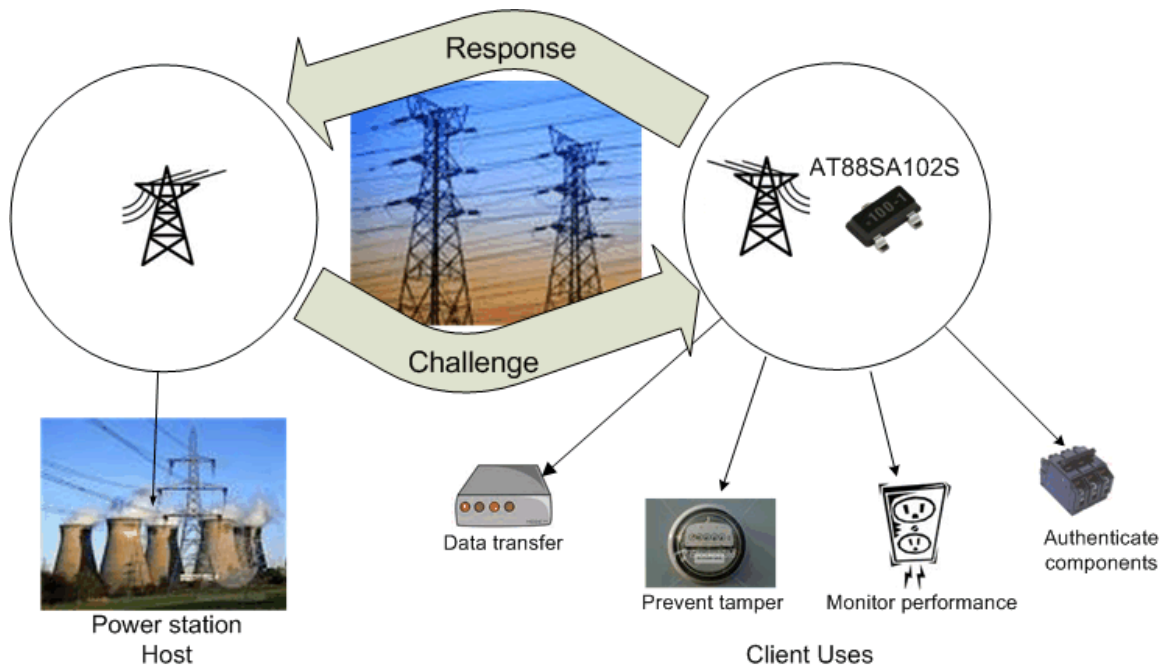 Response
AT88SA102S
-100-1
Challenge
Data transfer
Prevent tamper
Monitor performance
Authenticate
components
Power station
Host
Client Uses